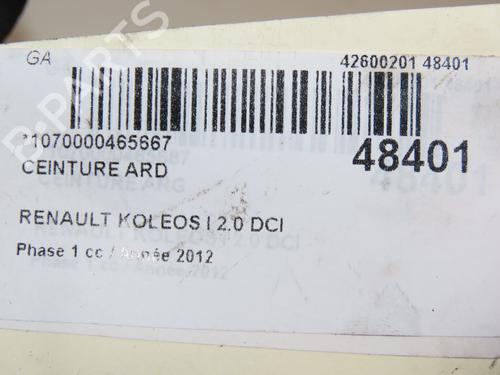 GA
42600201 48401
*1070000465667
48401
CEINTURE ARD
RENAULT KOLEOS I 2.0 DCI
Phase 1 cc / Année 2012